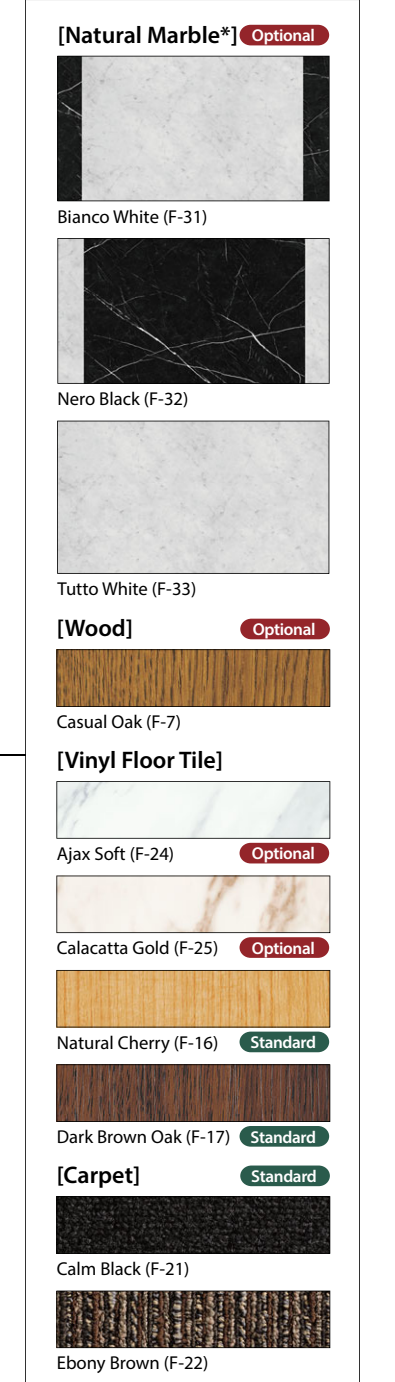 [Natural Marble*] Optional
Bianco White (F-31)
Nero Black (F-32)
Tutto White (F-33)
[Wood] Optional
Casual Oak (F-7)
[Vinyl Floor Tile]
Ajax Soft (F-24) Optional
Calacatta Gold (F-25) Optional
Natural Cherry (F-16) Standard
Dark Brown Oak (F-17) Standard
[Carpet] Standard
Calm Black (F-21)
Ebony Brown (F-22)